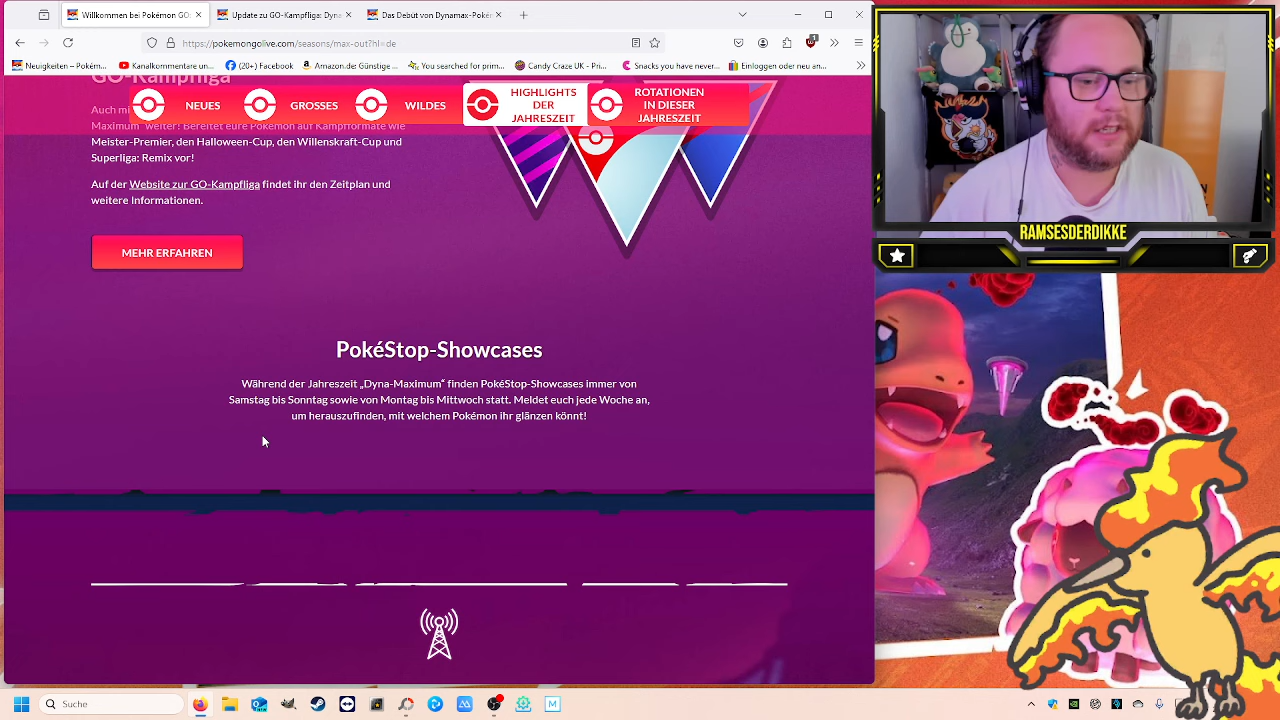 Willkommen bei Pokémon GO:
Update zu GO-Kampftag: Dyn
Das Debüt von Dynamax-Poké
https://pokemongolive.com/seasons/max-out?hl=de
1
Neuigkeiten – Pokém...
Kanalkommentare un...
(20+) Facebook
Amazon.de Günstige ...
You searched for prim...
Candy Craze UK - Pri...
Snacks you have never...
Einloggen oder neu an...
GO-Kampfliga
NEUES
GROSSES
WILDES
HIGHLIGHTS
DER
JAHRESZEIT
ROTATIONEN
IN DIESER
JAHRESZEIT
Auch mi
Maximum“ weiter! Bereitet eure Pokémon auf Kampfformate wie
Meister-Premier, den Halloween-Cup, den Willenskraft-Cup und
Superliga: Remix vor!
Auf der Website zur GO-Kampfliga findet ihr den Zeitplan und
weitere Informationen.
MEHR ERFAHREN
PokéStop-Showcases
Während der Jahreszeit „Dyna-Maximum“ finden PokéStop-Showcases immer von
Samstag bis Sonntag sowie von Montag bis Mittwoch statt. Meldet euch jede Woche an,
um herauszufinden, mit welchem Pokémon ihr glänzen könnt!
RAMSESDERDIKKE
Suche
M